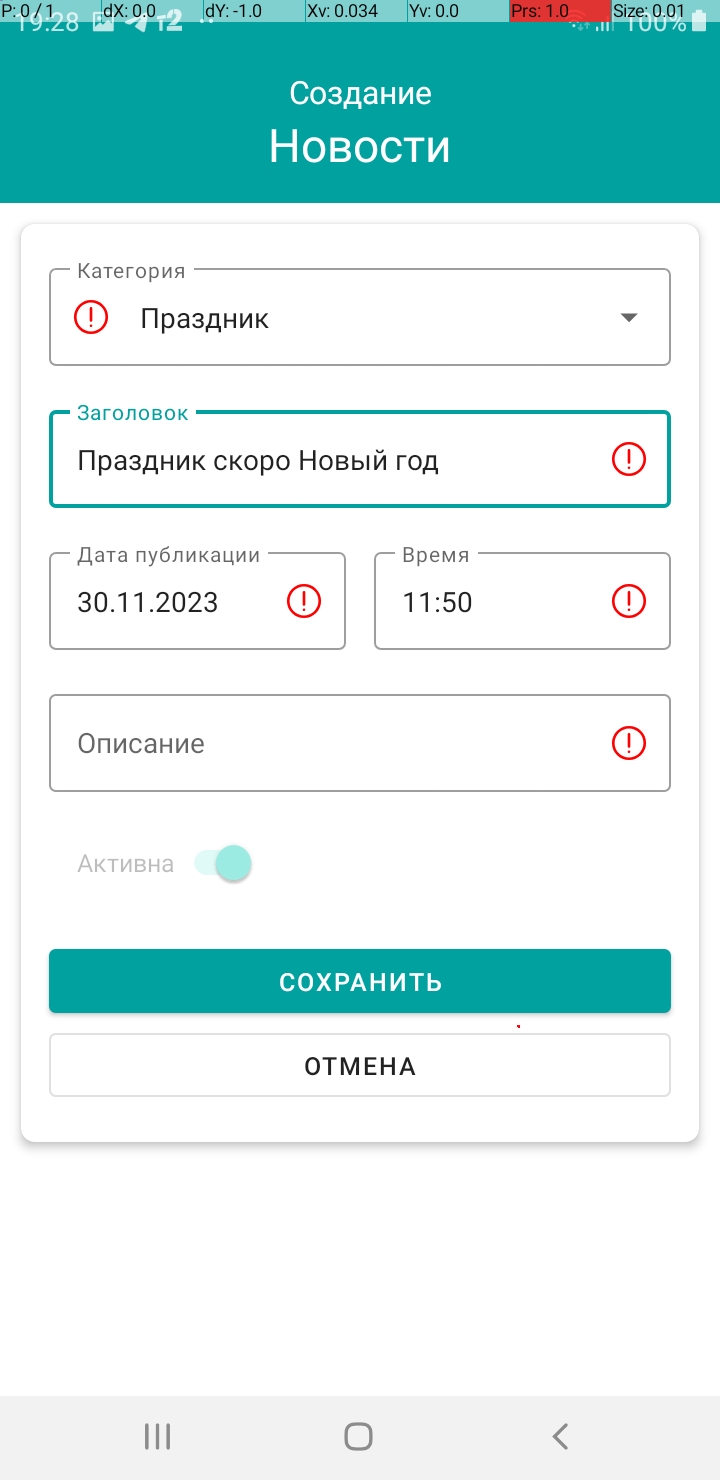 P: 0 / 1 dX: 0.0 dY: -1.0 Xv: 0.034 Yv: 0.0 Prs: 1.0 Size: 0.01
19:28 T2 100%
Создание
Новости
Категория
Праздник
Заголовок
Праздник скоро Новый год
Дата публикации Время
30.11.2023 11:50
Описание
Активна
СОХРАНИТЬ
ОТМЕНА